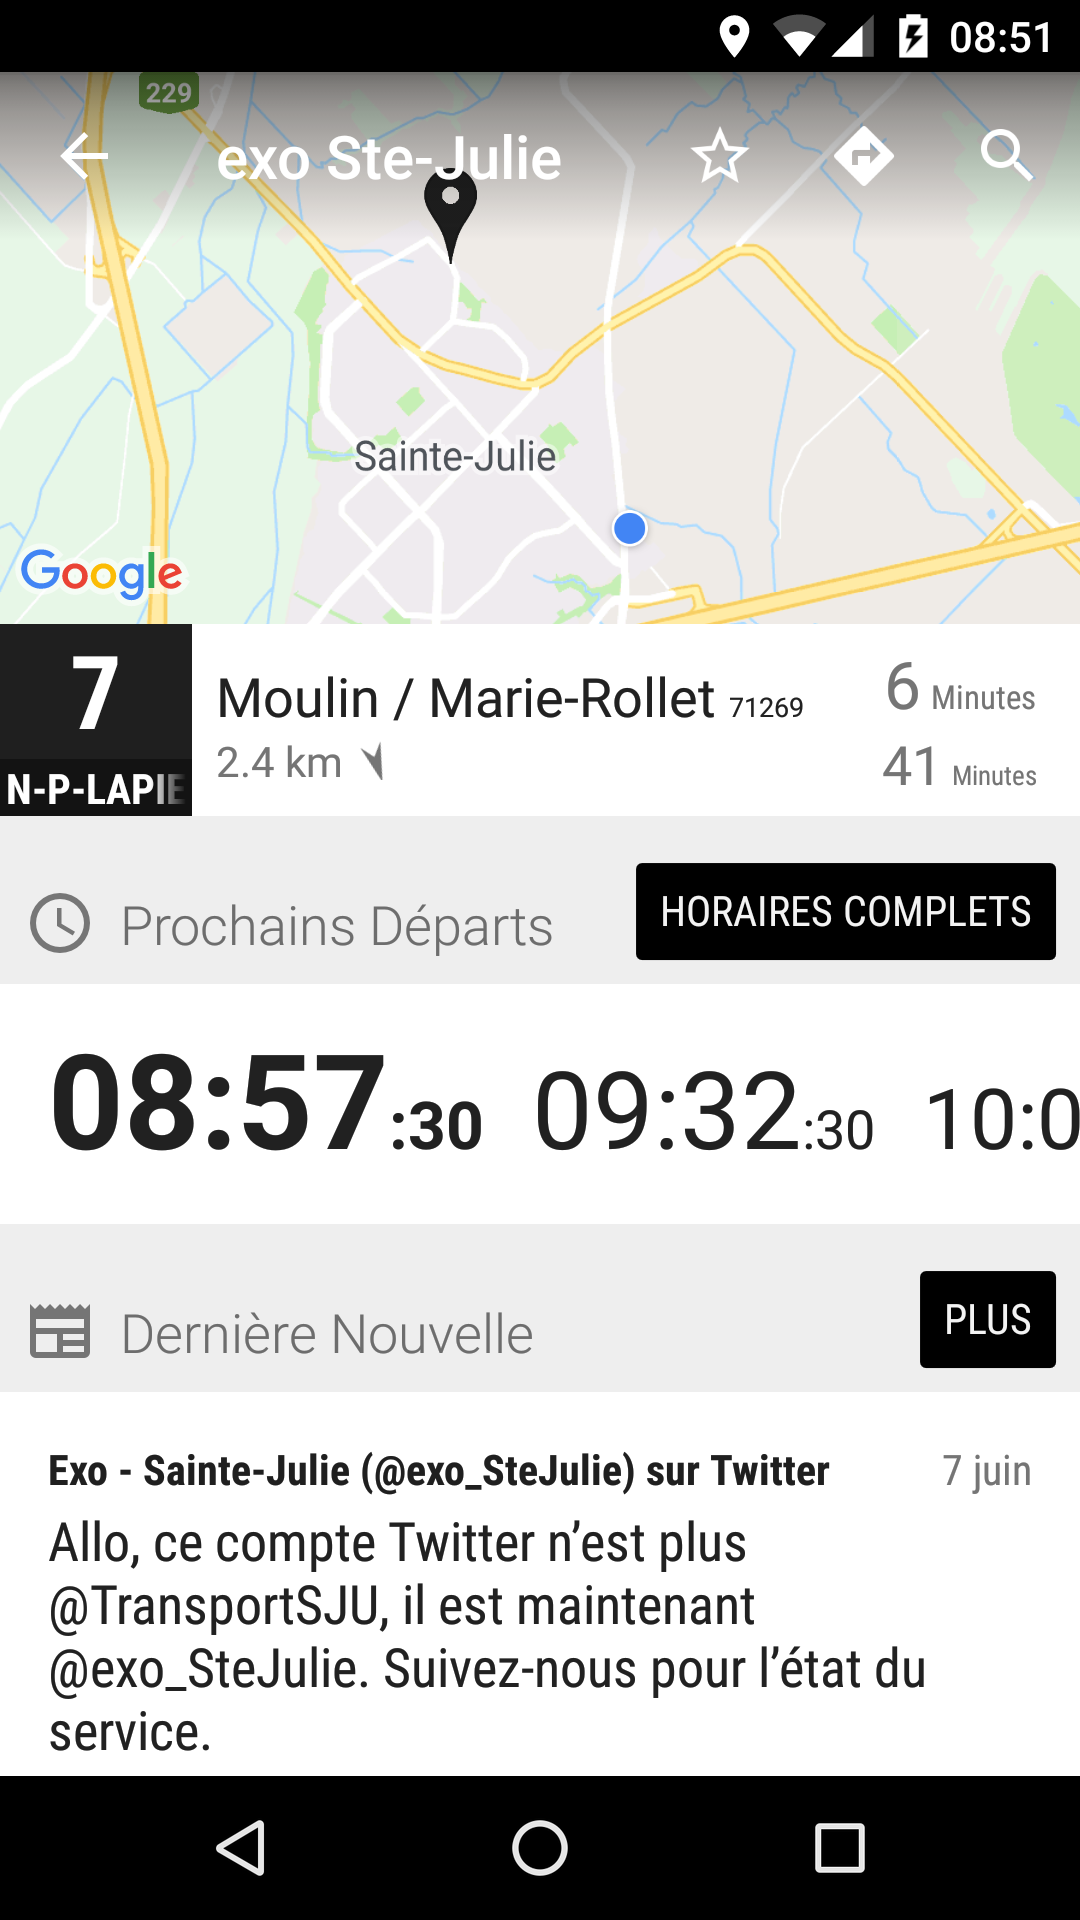 08:51
229
exo Ste-Julie
Sainte-Julie
Google
7
N-P-LAPIE
Moulin / Marie-Rollet 71269
2.4 km
6 Minutes
41 Minutes
Prochains Départs
HORAIRES COMPLETS
08:57:30 09:32:30 10:0
Dernière Nouvelle
PLUS
Exo - Sainte-Julie (@exo_SteJulie) sur Twitter
7 juin
Allo, ce compte Twitter n’est plus
@TransportSJU, il est maintenant
@exo_SteJulie. Suivez-nous pour l’état du
service.